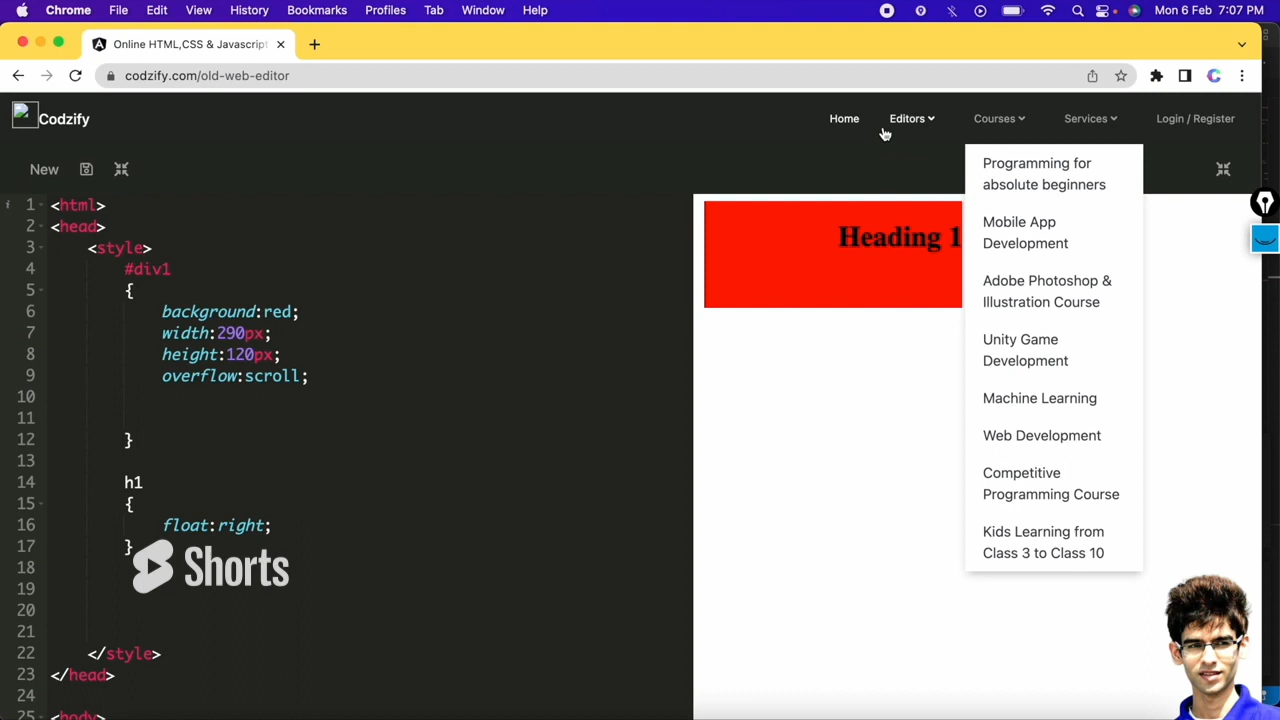 Chrome File Edit View History Bookmarks Profiles Tab Window Help Mon 6 Feb 7:07 PM
Online HTML,CSS & Javascript
codzify.com/old-web-editor
Codzify Home Editors Courses Services Login / Register
New
Programming for
absolute beginners
Mobile App
Development
Adobe Photoshop &
Illustration Course
Unity Game
Development
Machine Learning
Web Development
Competitive
Programming Course
Kids Learning from
Class 3 to Class 10
1 <html>
2 <head>
3 <style>
4 #div1
5 {
6 background:red;
7 width:290px;
8 height:120px;
9 overflow:scroll;
10
11
12 }
13
14 h1
15 {
16 float:right;
17 }
18
19
20
21
22 </style>
23 </head>
24
25 <body>
Shorts
Heading 1